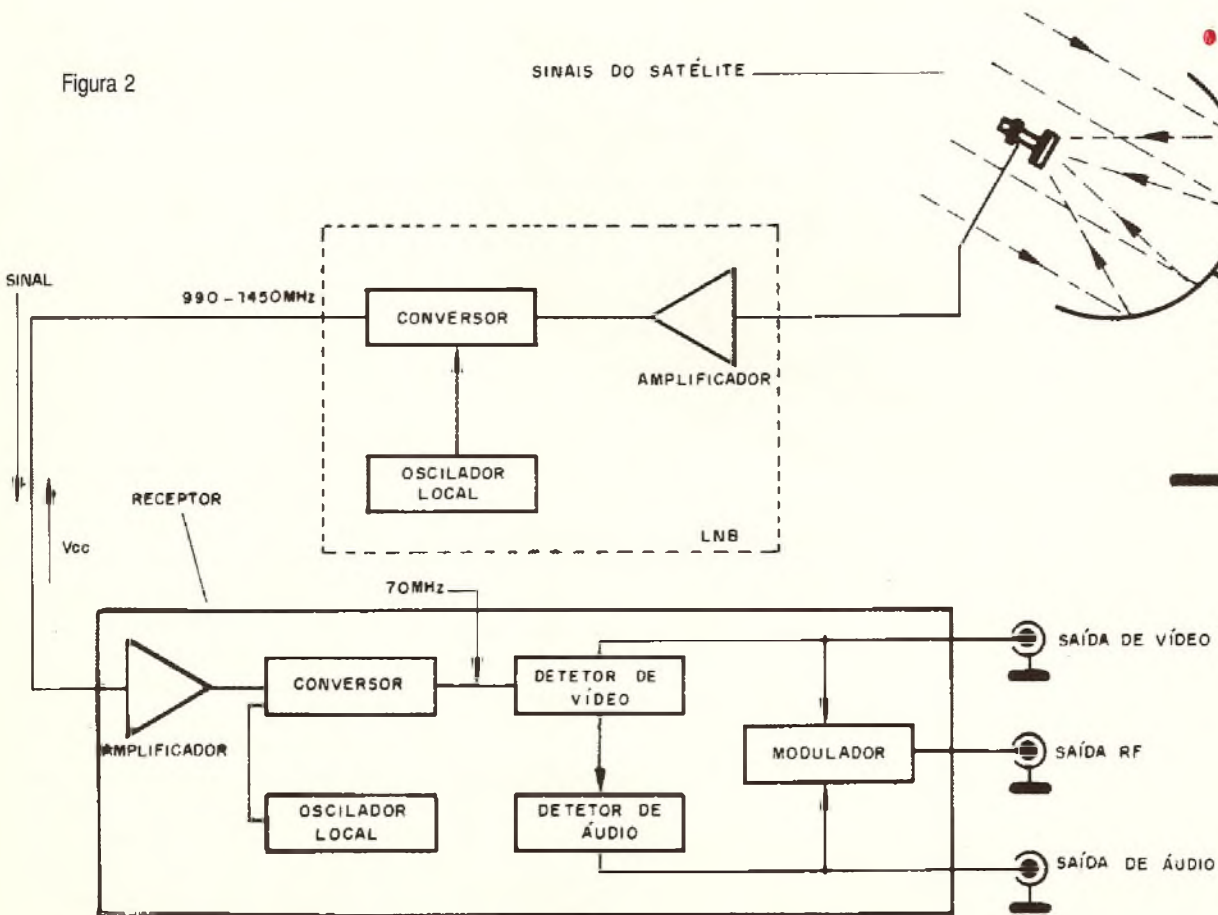 Figura 2
SINAIS DO SATÉLITE
SINAL
990-1450MHz
CONVERSOR
AMPLIFICADOR
OSCILADOR
LOCAL
LNB
RECEPTOR
Vcc
70MHz
AMPLIFICADOR
CONVERSOR
OSCILADOR
LOCAL
DETETOR DE
VÍDEO
DETETOR DE
ÁUDIO
MODULADOR
SAÍDA DE VÍDEO
SAÍDA RF
SAÍDA DE ÁUDIO